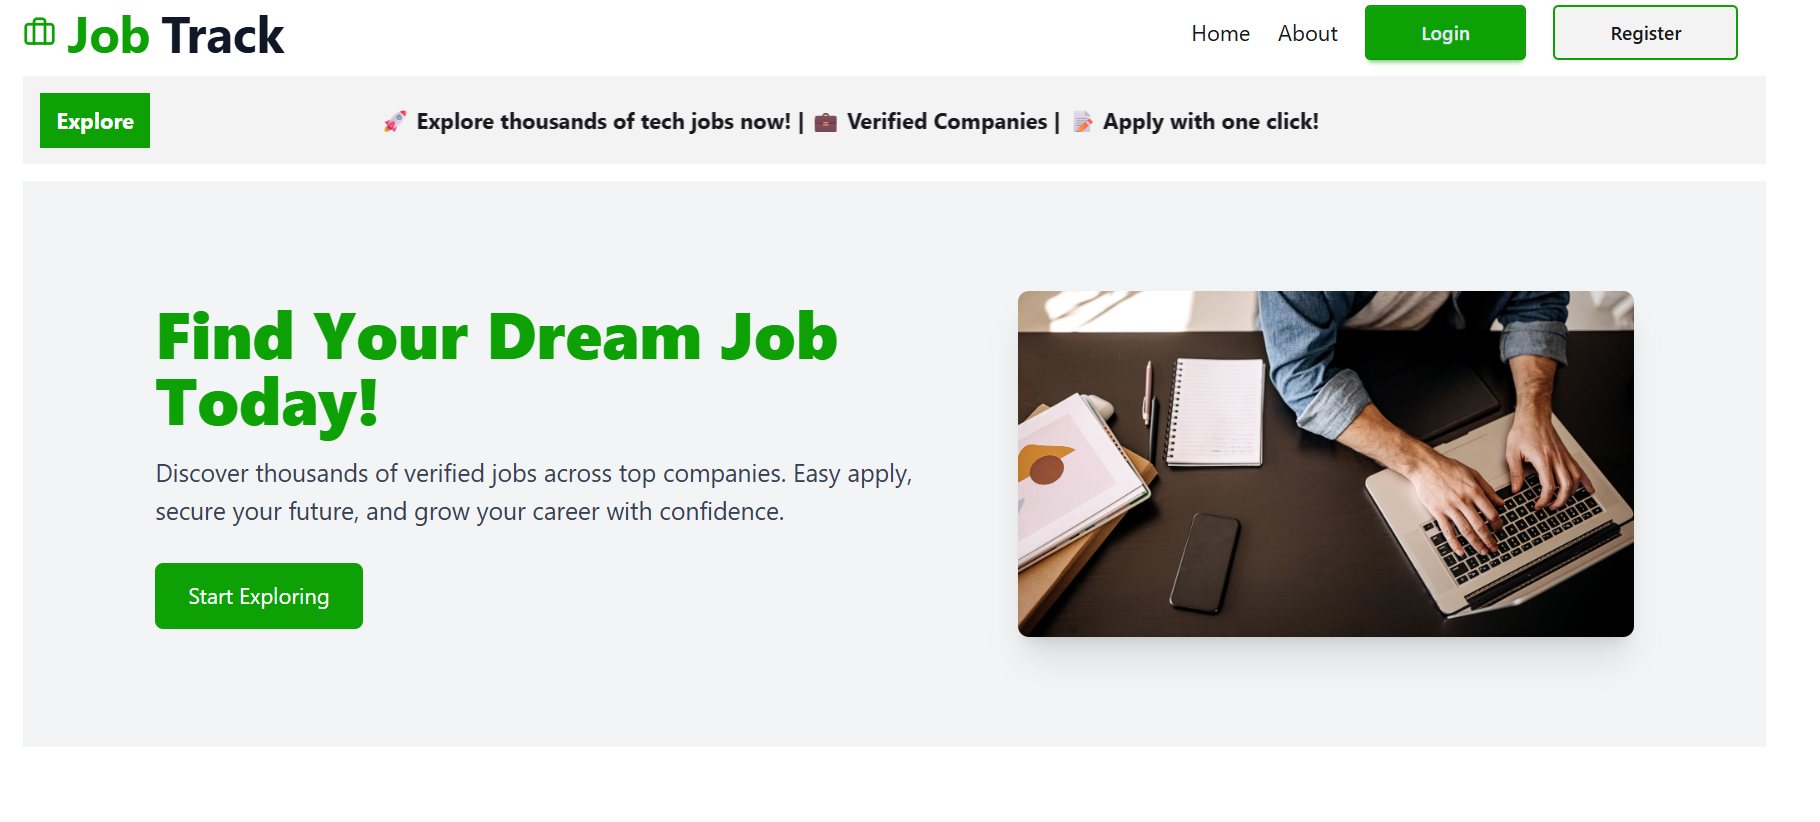 Job Track
Home About Login Register
Explore
🚀 Explore thousands of tech jobs now! | 💼 Verified Companies | 📝 Apply with one click!
Find Your Dream Job
Today!
Discover thousands of verified jobs across top companies. Easy apply,
secure your future, and grow your career with confidence.
Start Exploring